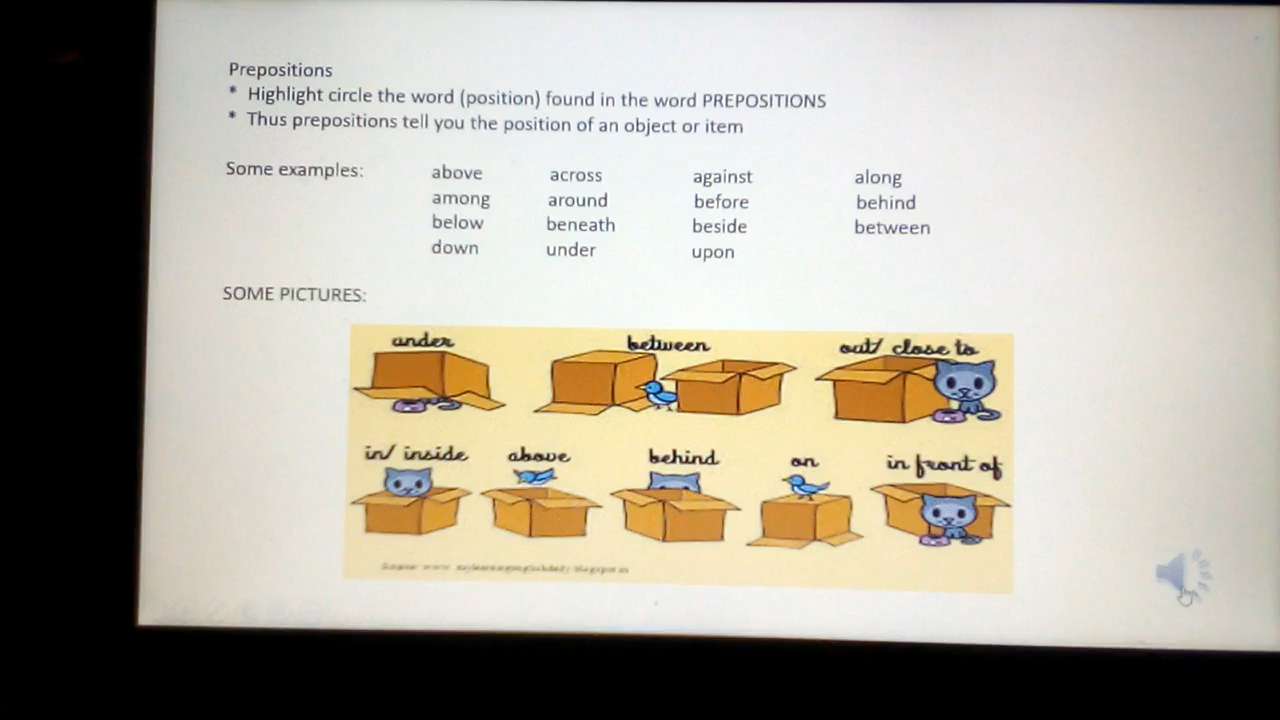 Prepositions
* Highlight circle the word (position) found in the word PREPOSITIONS
* Thus prepositions tell you the position of an object or item
Some examples: above across against along
among around before behind
below beneath beside between
down under upon
SOME PICTURES:
under between out/ close to
in/ inside above behind on in front of